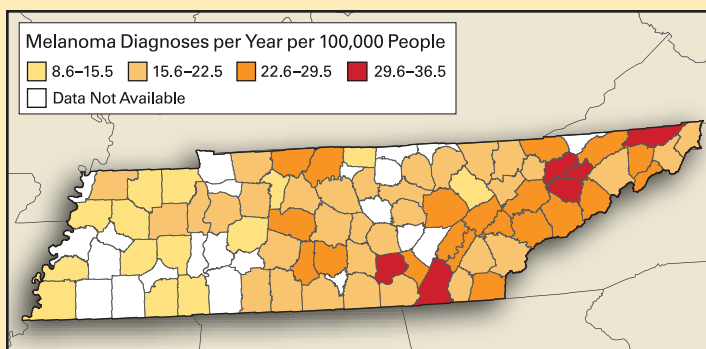 Melanoma Diagnoses per Year per 100,000 People
8.6–15.5 15.6–22.5 22.6–29.5 29.6–36.5
Data Not Available